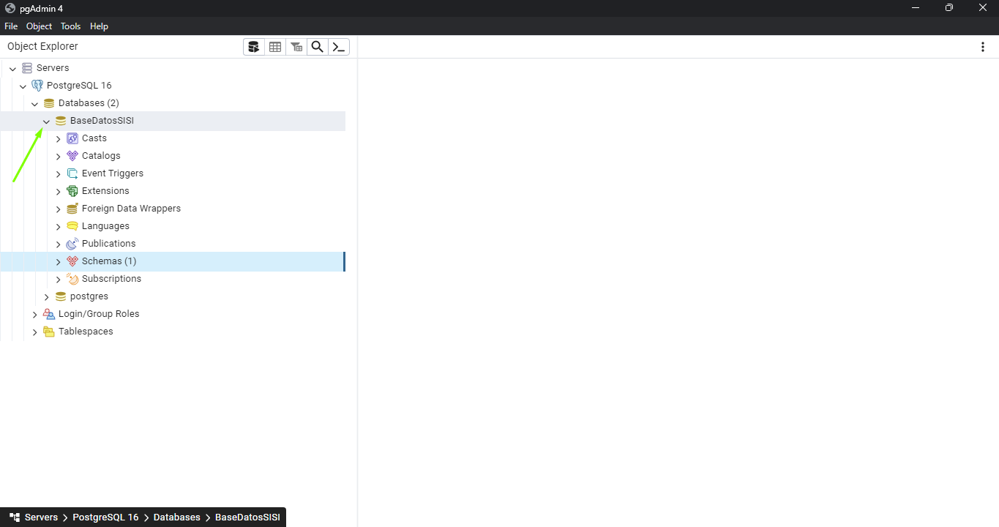 pgAdmin 4
File Object Tools Help
Object Explorer
Servers
PostgreSQL 16
Databases (2)
BaseDatosSISI
Casts
Catalogs
Event Triggers
Extensions
Foreign Data Wrappers
Languages
Publications
Schemas (1)
Subscriptions
postgres
Login/Group Roles
Tablespaces
Servers > PostgreSQL 16 > Databases > BaseDatosSISI